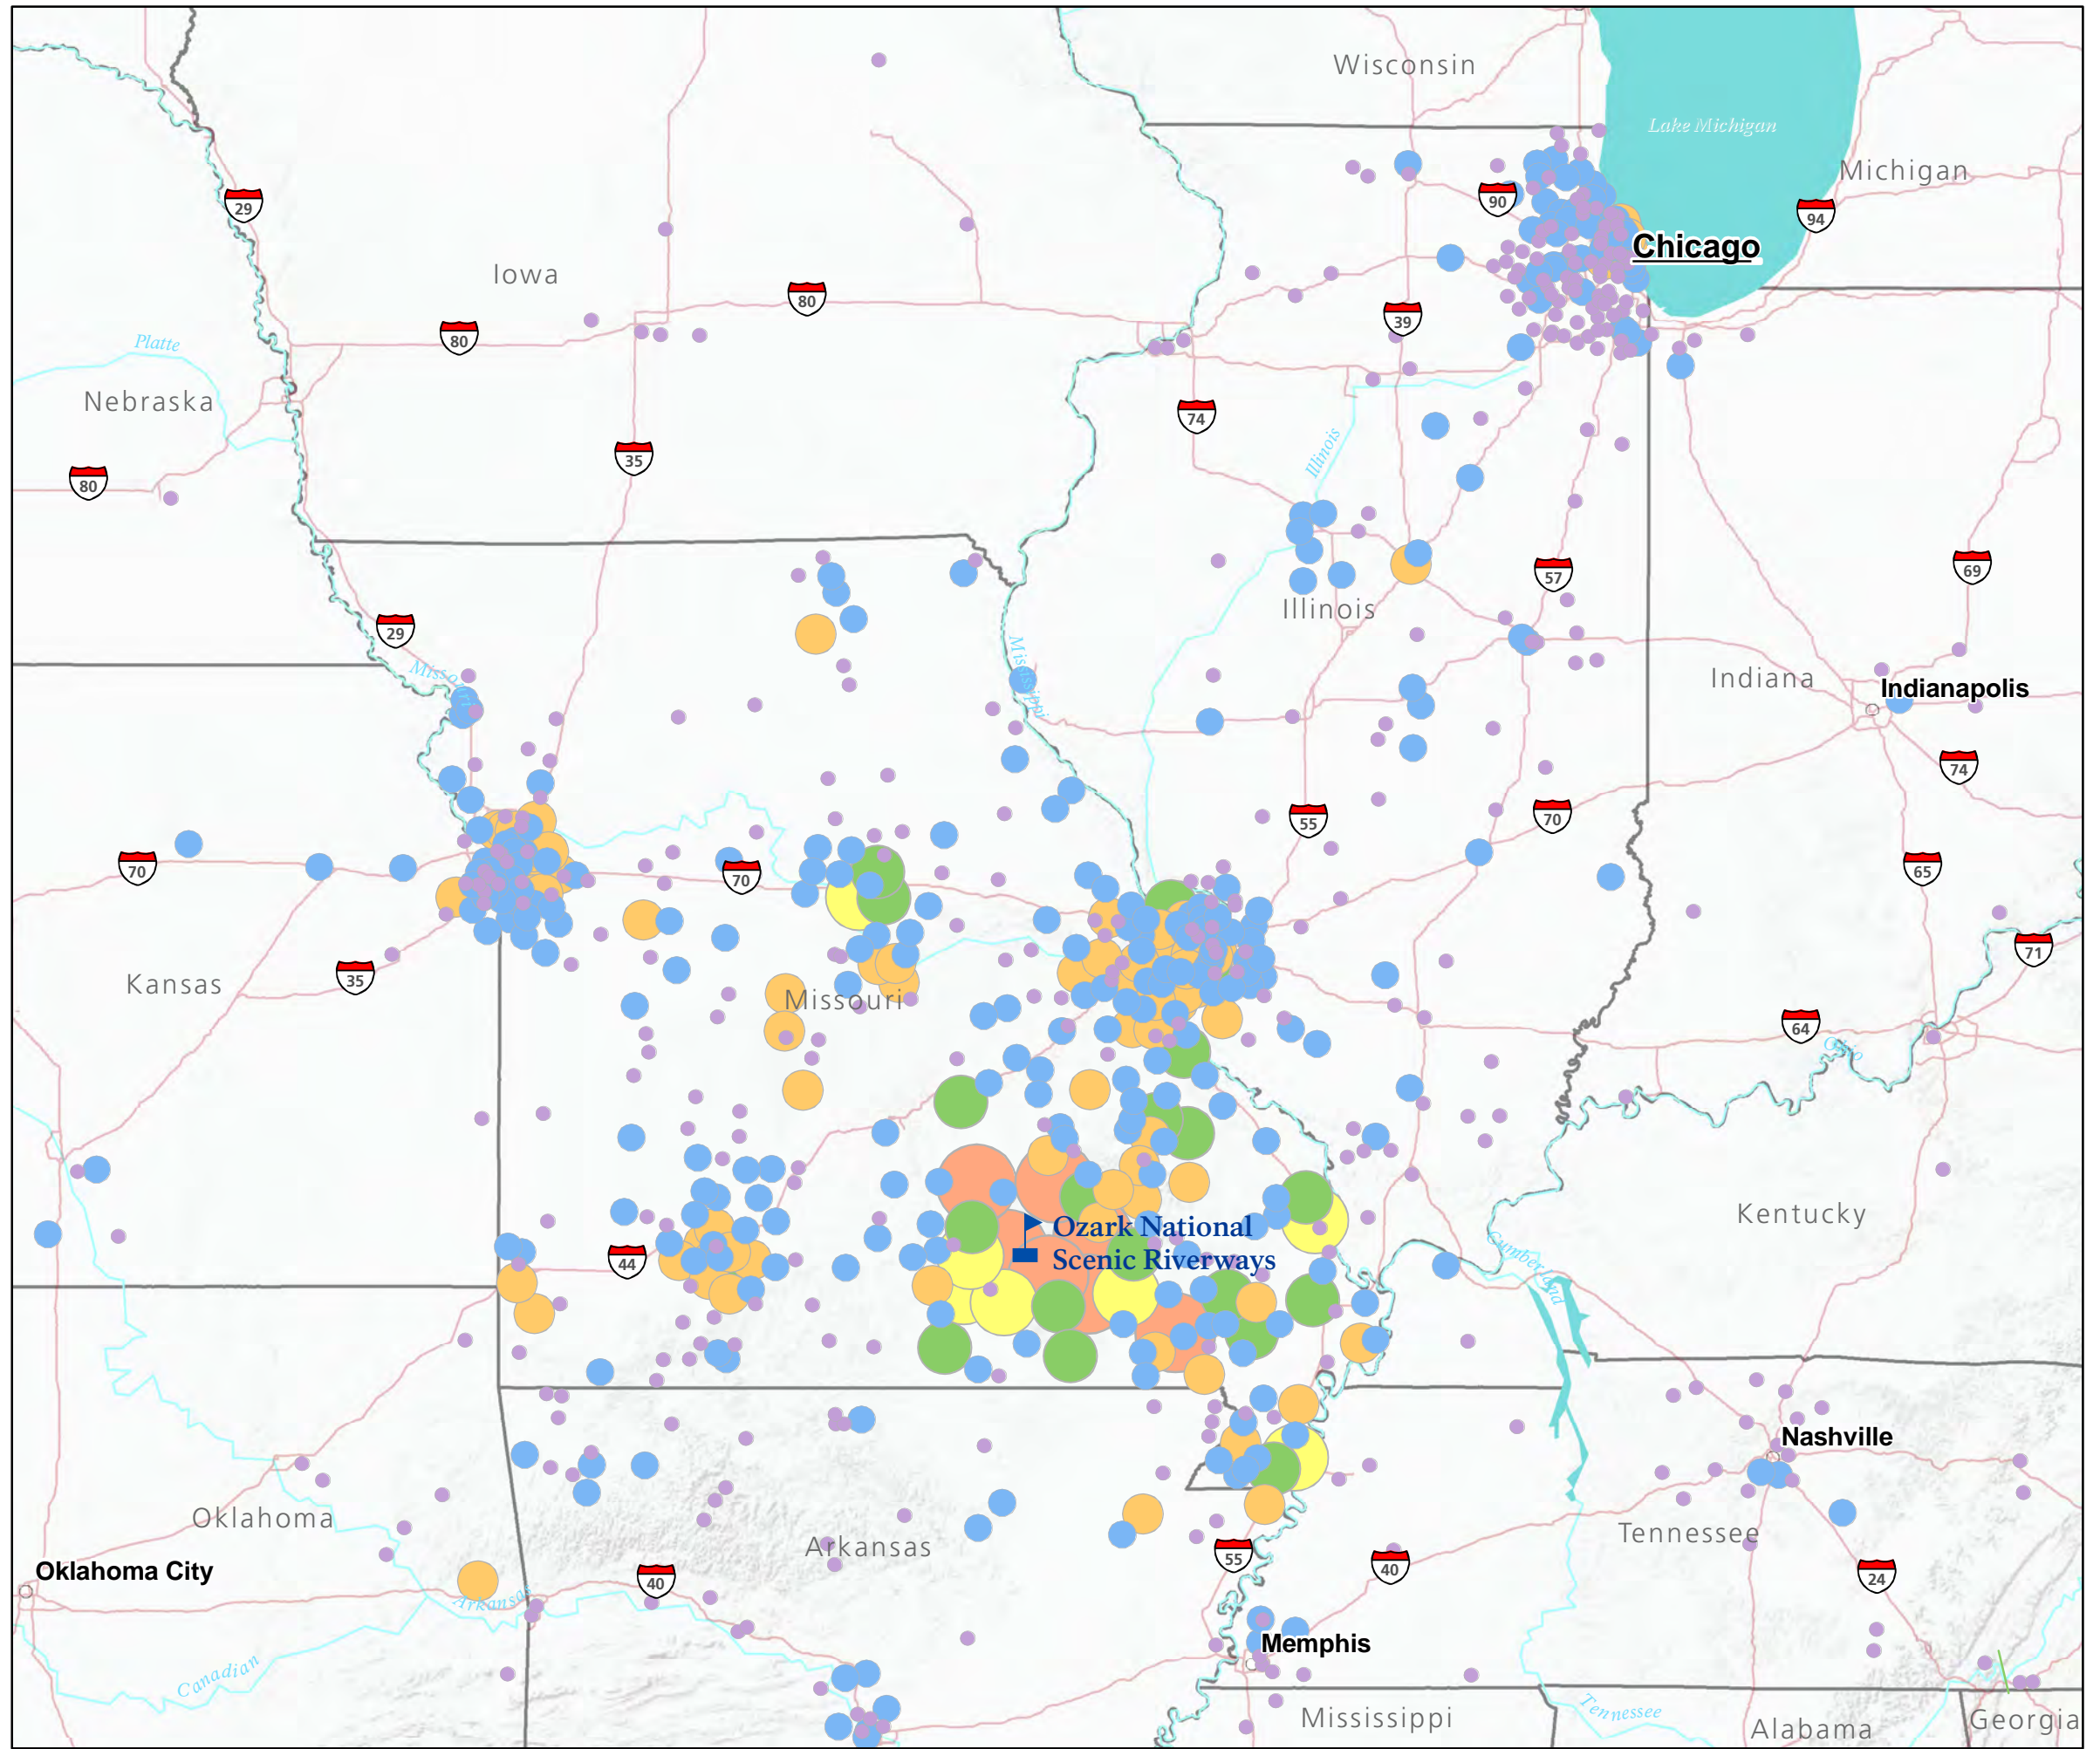 Wisconsin
Lake Michigan
Michigan
29
90
94
Chicago
Iowa
80
80
39
Platte
Nebraska
74
35
80
Illinois
57
69
29
Illinois
Missouri
Mississippi
Indiana
Indianapolis
74
55
70
70
70
65
71
Kansas
35
Missouri
64
Ohio
Kentucky
Ozark National
Scenic Riverways
44
Cumberland
Nashville
Oklahoma
Arkansas
Tennessee
55
40
Oklahoma City
40
24
Arkansas
Memphis
Canadian
Tennessee
Mississippi
Alabama
Georgia